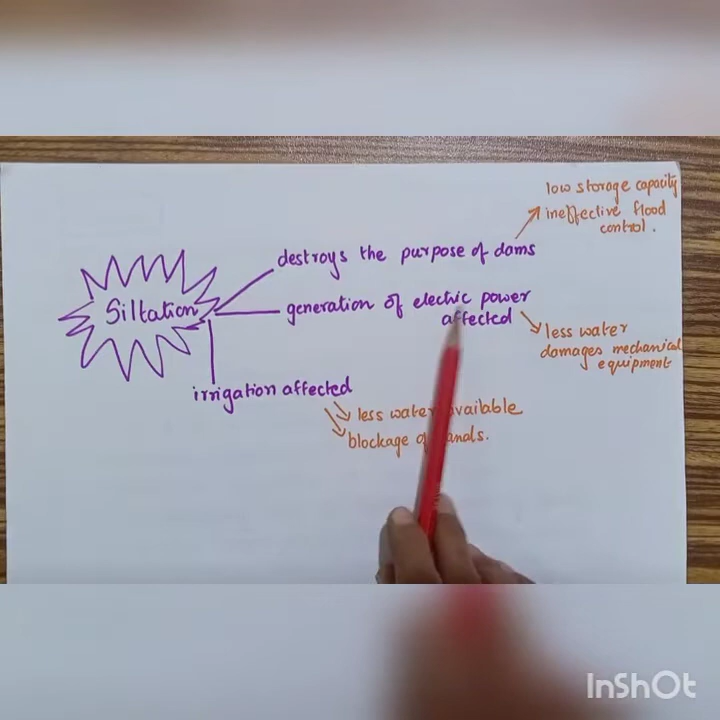 low storage capacity
ineffective flood
control.
destroys the purpose of dams
Siltation
generation of electric power
affected
less water
damages mechanical
equipment
irrigation affected
less water available
blockage of canals.
InShOt